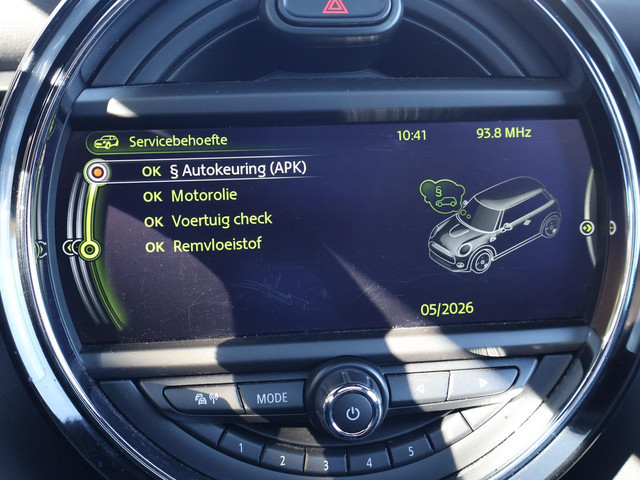 Servicebehoefte 10:41 93.8 MHz
OK § Autokeuring (APK)
OK Motorolie
OK Voertuig check
OK Remvloeistof
§
05/2026
MODE
1 2 3 4 5